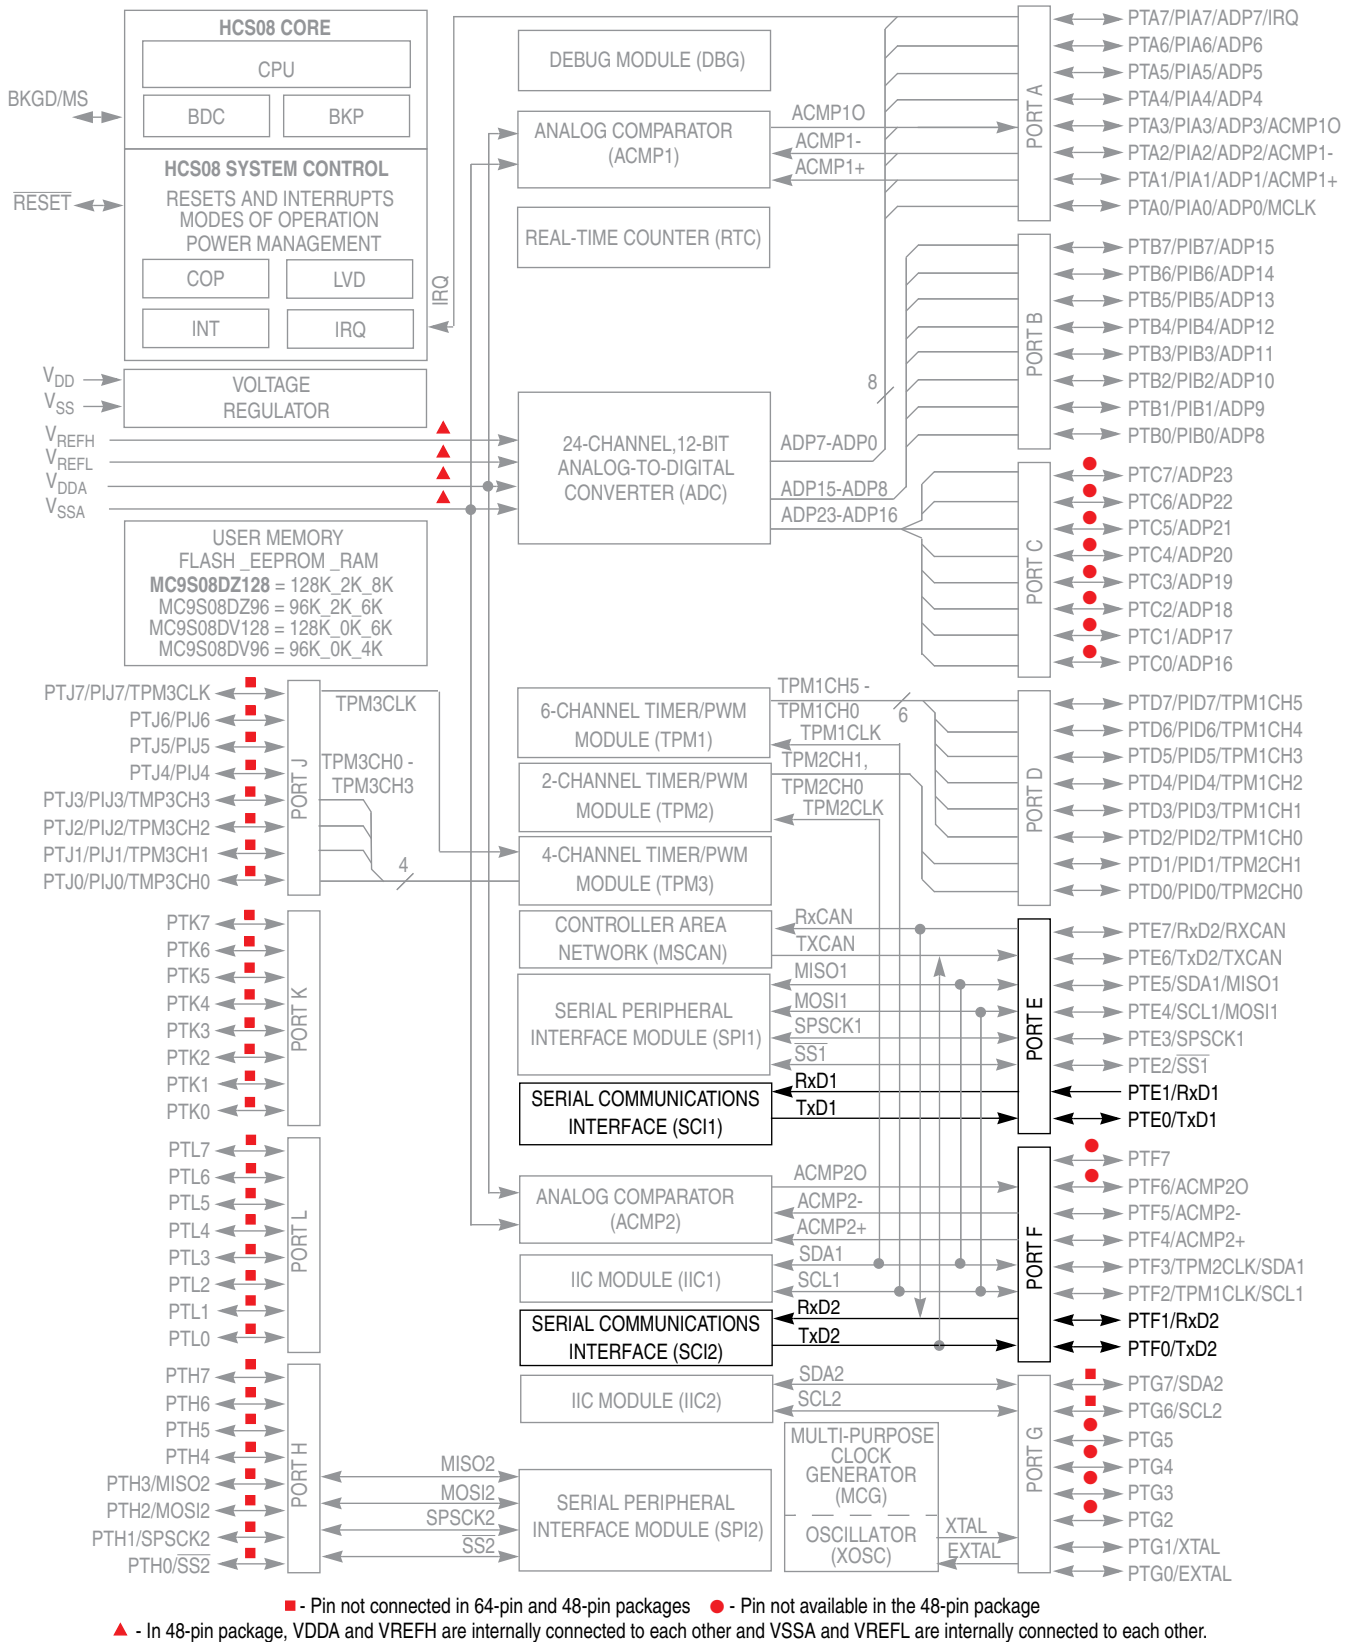 HCS08 CORE
CPU
BDC
BKP
BKGD/MS
HCS08 SYSTEM CONTROL
RESETS AND INTERRUPTS
MODES OF OPERATION
POWER MANAGEMENT
RESET
COP
LVD
INT
IRQ
IRQ
VDD
VSS
VOLTAGE
REGULATOR
VREFH
VREFL
VDDA
VSSA
USER MEMORY
FLASH _EEPROM _RAM
MC9S08DZ128 = 128K_2K_8K
MC9S08DZ96 = 96K_2K_6K
MC9S08DV128 = 128K_0K_6K
MC9S08DV96 = 96K_0K_4K
DEBUG MODULE (DBG)
ANALOG COMPARATOR
(ACMP1)
ACMP1O
ACMP1-
ACMP1+
REAL-TIME COUNTER (RTC)
24-CHANNEL,12-BIT
ANALOG-TO-DIGITAL
CONVERTER (ADC)
8
ADP7-ADP0
ADP15-ADP8
ADP23-ADP16
PORT A
PTA7/PIA7/ADP7/IRQ
PTA6/PIA6/ADP6
PTA5/PIA5/ADP5
PTA4/PIA4/ADP4
PTA3/PIA3/ADP3/ACMP1O
PTA2/PIA2/ADP2/ACMP1-
PTA1/PIA1/ADP1/ACMP1+
PTA0/PIA0/ADP0/MCLK
PORT B
PTB7/PIB7/ADP15
PTB6/PIB6/ADP14
PTB5/PIB5/ADP13
PTB4/PIB4/ADP12
PTB3/PIB3/ADP11
PTB2/PIB2/ADP10
PTB1/PIB1/ADP9
PTB0/PIB0/ADP8
PORT C
PTC7/ADP23
PTC6/ADP22
PTC5/ADP21
PTC4/ADP20
PTC3/ADP19
PTC2/ADP18
PTC1/ADP17
PTC0/ADP16
PTJ7/PIJ7/TPM3CLK
PTJ6/PIJ6
PTJ5/PIJ5
PTJ4/PIJ4
PTJ3/PIJ3/TMP3CH3
PTJ2/PIJ2/TPM3CH2
PTJ1/PIJ1/TPM3CH1
PTJ0/PIJ0/TMP3CH0
PORT J
TPM3CLK
TPM3CH0 -
TPM3CH3
4
6-CHANNEL TIMER/PWM
MODULE (TPM1)
TPM1CH5 -
TPM1CH0
6
TPM1CLK
2-CHANNEL TIMER/PWM
MODULE (TPM2)
TPM2CH1,
TPM2CH0
TPM2CLK
4-CHANNEL TIMER/PWM
MODULE (TPM3)
PORT D
PTD7/PID7/TPM1CH5
PTD6/PID6/TPM1CH4
PTD5/PID5/TPM1CH3
PTD4/PID4/TPM1CH2
PTD3/PID3/TPM1CH1
PTD2/PID2/TPM1CH0
PTD1/PID1/TPM2CH1
PTD0/PID0/TPM2CH0
PTK7
PTK6
PTK5
PTK4
PTK3
PTK2
PTK1
PTK0
PORT K
CONTROLLER AREA
NETWORK (MSCAN)
RxCAN
TXCAN
SERIAL PERIPHERAL
INTERFACE MODULE (SPI1)
MISO1
MOSI1
SPSCK1
SS1
SERIAL COMMUNICATIONS
INTERFACE (SCI1)
RxD1
TxD1
PORT E
PTE7/RxD2/RXCAN
PTE6/TxD2/TXCAN
PTE5/SDA1/MISO1
PTE4/SCL1/MOSI1
PTE3/SPSCK1
PTE2/SS1
PTE1/RxD1
PTE0/TxD1
PTL7
PTL6
PTL5
PTL4
PTL3
PTL2
PTL1
PTL0
PORT L
ANALOG COMPARATOR
(ACMP2)
ACMP2O
ACMP2-
ACMP2+
IIC MODULE (IIC1)
SDA1
SCL1
SERIAL COMMUNICATIONS
INTERFACE (SCI2)
RxD2
TxD2
PORT F
PTF7
PTF6/ACMP2O
PTF5/ACMP2-
PTF4/ACMP2+
PTF3/TPM2CLK/SDA1
PTF2/TPM1CLK/SCL1
PTF1/RxD2
PTF0/TxD2
PTH7
PTH6
PTH5
PTH4
PTH3/MISO2
PTH2/MOSI2
PTH1/SPSCK2
PTH0/SS2
PORT H
MISO2
MOSI2
SPSCK2
SS2
IIC MODULE (IIC2)
SDA2
SCL2
SERIAL PERIPHERAL
INTERFACE MODULE (SPI2)
MULTI-PURPOSE
CLOCK
GENERATOR
(MCG)
OSCILLATOR
(XOSC)
XTAL
EXTAL
PORT G
PTG7/SDA2
PTG6/SCL2
PTG5
PTG4
PTG3
PTG2
PTG1/XTAL
PTG0/EXTAL
- Pin not connected in 64-pin and 48-pin packages - Pin not available in the 48-pin package
- In 48-pin package, VDDA and VREFH are internally connected to each other and VSSA and VREFL are internally connected to each other.